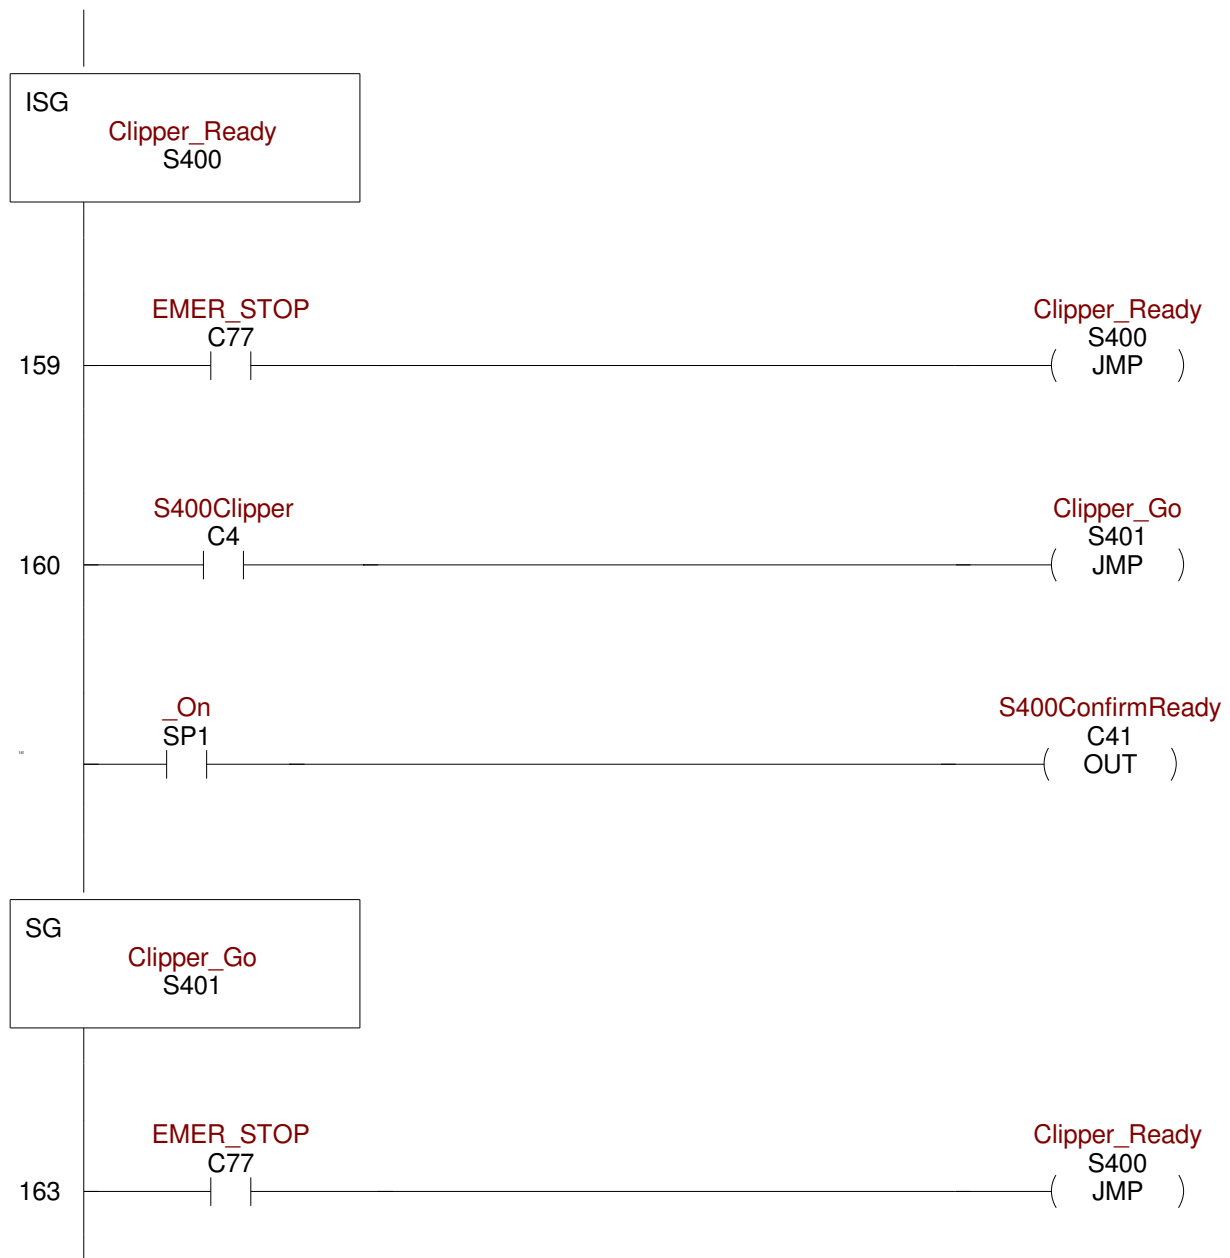 ISG
Clipper_Ready
S400
EMER_STOP
C77
Clipper_Ready
S400
159
JMP
S400Clipper
C4
Clipper_Go
S401
160
JMP
_On
SP1
S400ConfirmReady
C41
OUT
SG
Clipper_Go
S401
EMER_STOP
C77
Clipper_Ready
S400
163
JMP